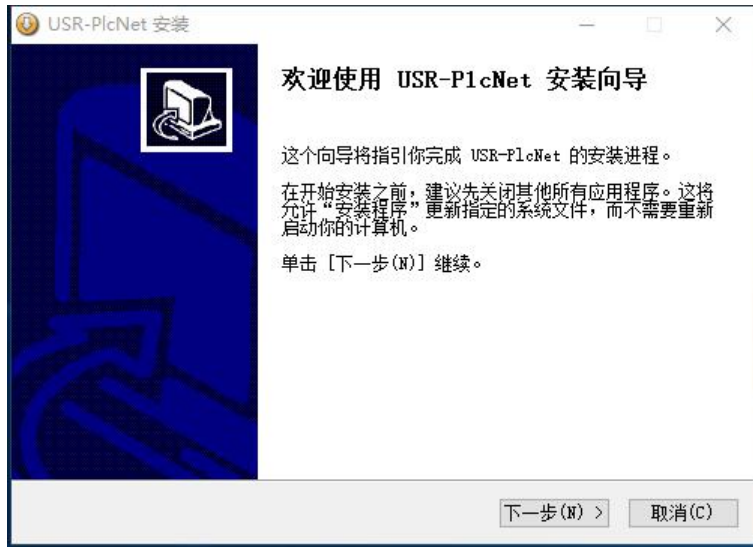 USR-PlcNet 安装
欢迎使用 USR-PlcNet 安装向导
这个向导将指引你完成 USR-PlcNet 的安装进程。
在开始安装之前，建议先关闭其他所有应用程序。这将
允许“安装程序”更新指定的系统文件，而不需要重新
启动你的计算机。
单击 [下一步(N)] 继续。
下一步(N) >
取消(C)